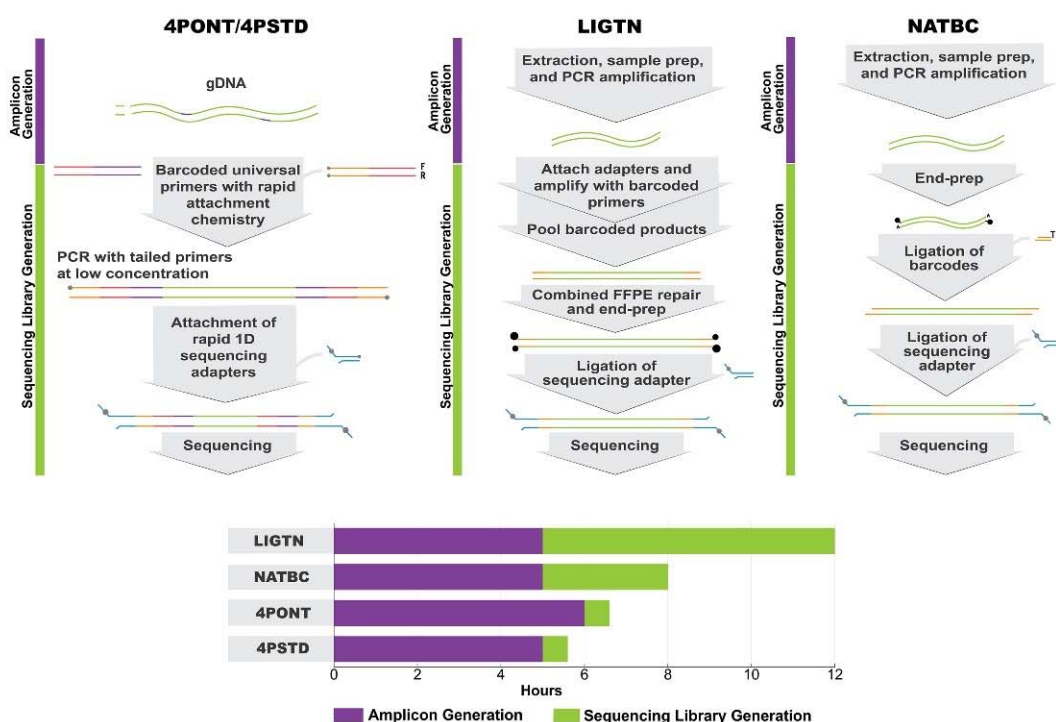 4PONT/4PSTD
Amplicon
Generation
Sequencing Library Generation
gDNA
Barcoded universal
primers with rapid
attachment
chemistry
F
R
PCR with tailed primers
at low concentration
Attachment of
rapid 1D
sequencing
adapters
Sequencing
LIGTN
Amplicon
Generation
Sequencing Library Generation
Extraction, sample prep,
and PCR amplification
Attach adapters and
amplify with barcoded
primers
Pool barcoded products
Combined FFPE repair
and end-prep
Ligation of
sequencing adapter
Sequencing
NATBC
Amplicon
Generation
Sequencing Library Generation
Extraction, sample prep,
and PCR amplification
End-prep
A
A
Ligation of
barcodes
T
Ligation of
sequencing
adapter
Sequencing
LIGTN
NATBC
4PONT
4PSTD
0 2 4 6 8 10 12
Hours
Amplicon Generation Sequencing Library Generation